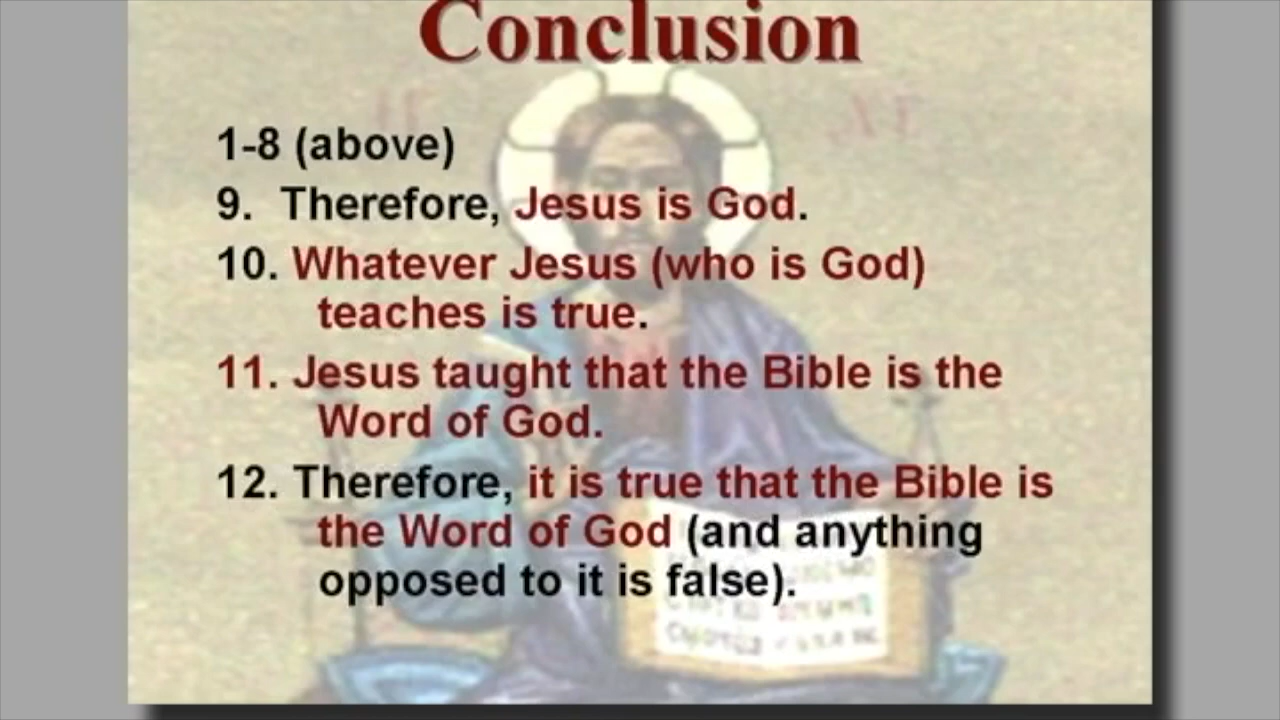 Conclusion
1-8 (above)
9. Therefore, Jesus is God.
10. Whatever Jesus (who is God)
teaches is true.
11. Jesus taught that the Bible is the
Word of God.
12. Therefore, it is true that the Bible is
the Word of God (and anything
opposed to it is false).